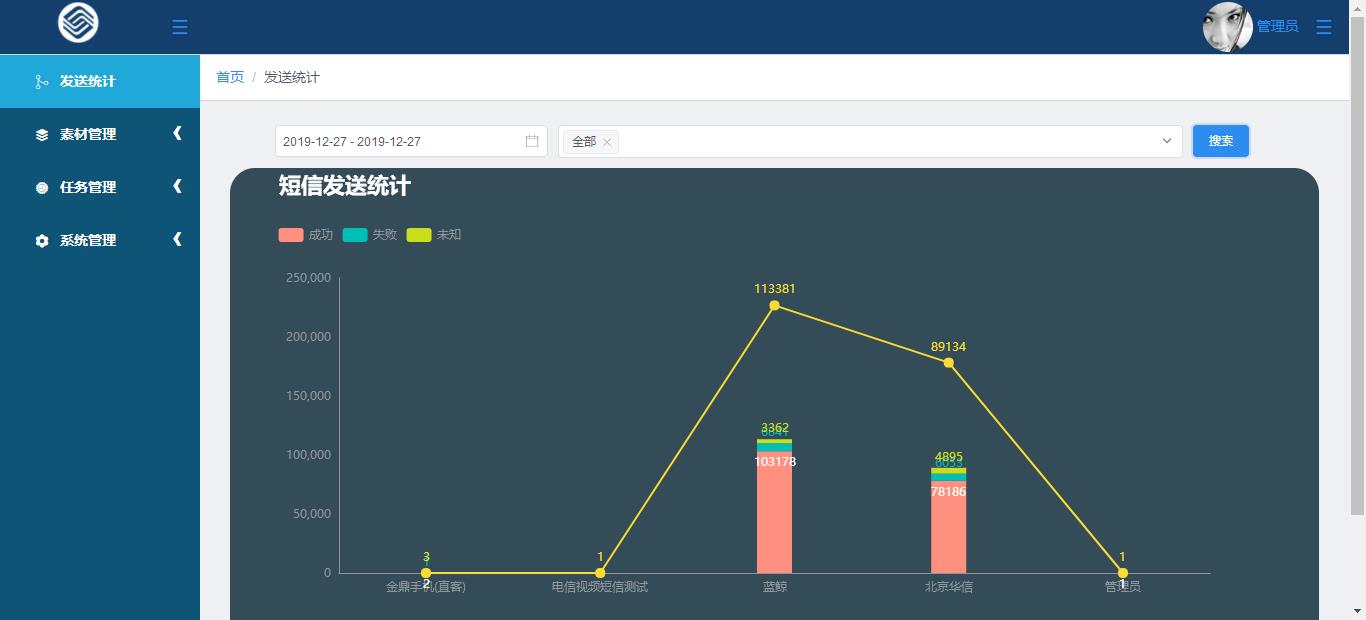 管理员
发送统计
素材管理
任务管理
系统管理
首页 / 发送统计
2019-12-27 - 2019-12-27
全部
搜索
短信发送统计
成功 失败 未知
250,000
200,000
150,000
100,000
50,000
0
113381
89134
3362
103178
4895
6053
78186
3
2
1
1
1
金鼎手机(直客) 电信视频短信测试 蓝鲸 北京华信 管理员